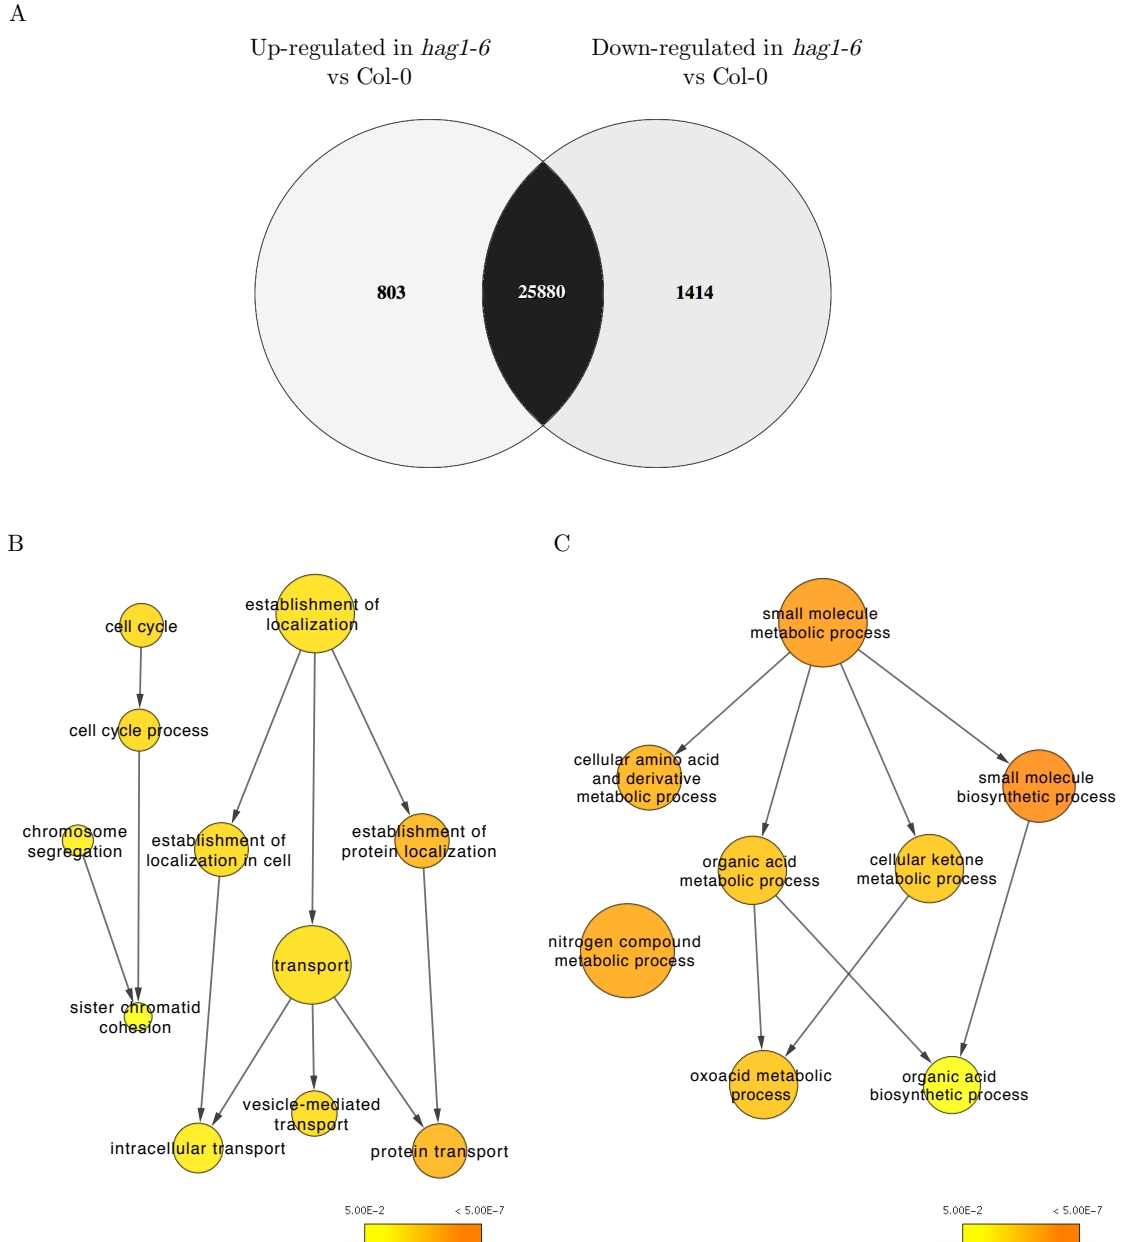 A
Up-regulated in hag1-6
vs Col-0
Down-regulated in hag1-6
vs Col-0
803
25880
1414
B
cell cycle
establishment of
localization
cell cycle process
chromosome
segregation
establishment of
localization in cell
establishment of
protein localization
transport
sister chromatid
cohesion
vesicle-mediated
transport
intracellular transport
protein transport
5.00E-2
< 5.00E-7
C
small molecule
metabolic process
cellular amino acid
and derivative
metabolic process
small molecule
biosynthetic process
organic acid
metabolic process
cellular ketone
metabolic process
nitrogen compound
metabolic process
oxoacid metabolic
process
organic acid
biosynthetic process
5.00E-2
< 5.00E-7